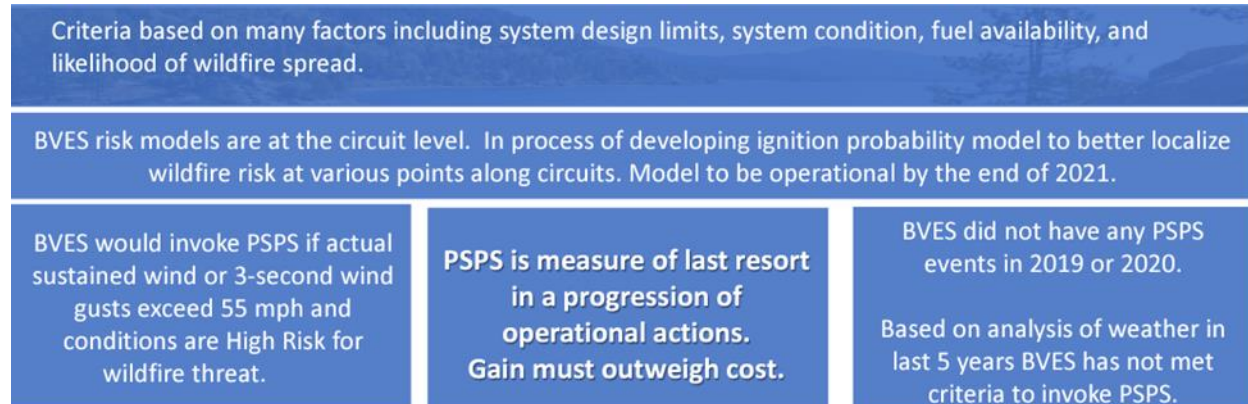 Criteria based on many factors including system design limits, system condition, fuel availability, and
likelihood of wildfire spread.
BVES risk models are at the circuit level. In process of developing ignition probability model to better localize
wildfire risk at various points along circuits. Model to be operational by the end of 2021.
BVES would invoke PSPS if actual
sustained wind or 3-second wind
gusts exceed 55 mph and
conditions are High Risk for
wildfire threat.
PSPS is measure of last resort
in a progression of
operational actions.
Gain must outweigh cost.
BVES did not have any PSPS
events in 2019 or 2020.
Based on analysis of weather in
last 5 years BVES has not met
criteria to invoke PSPS.